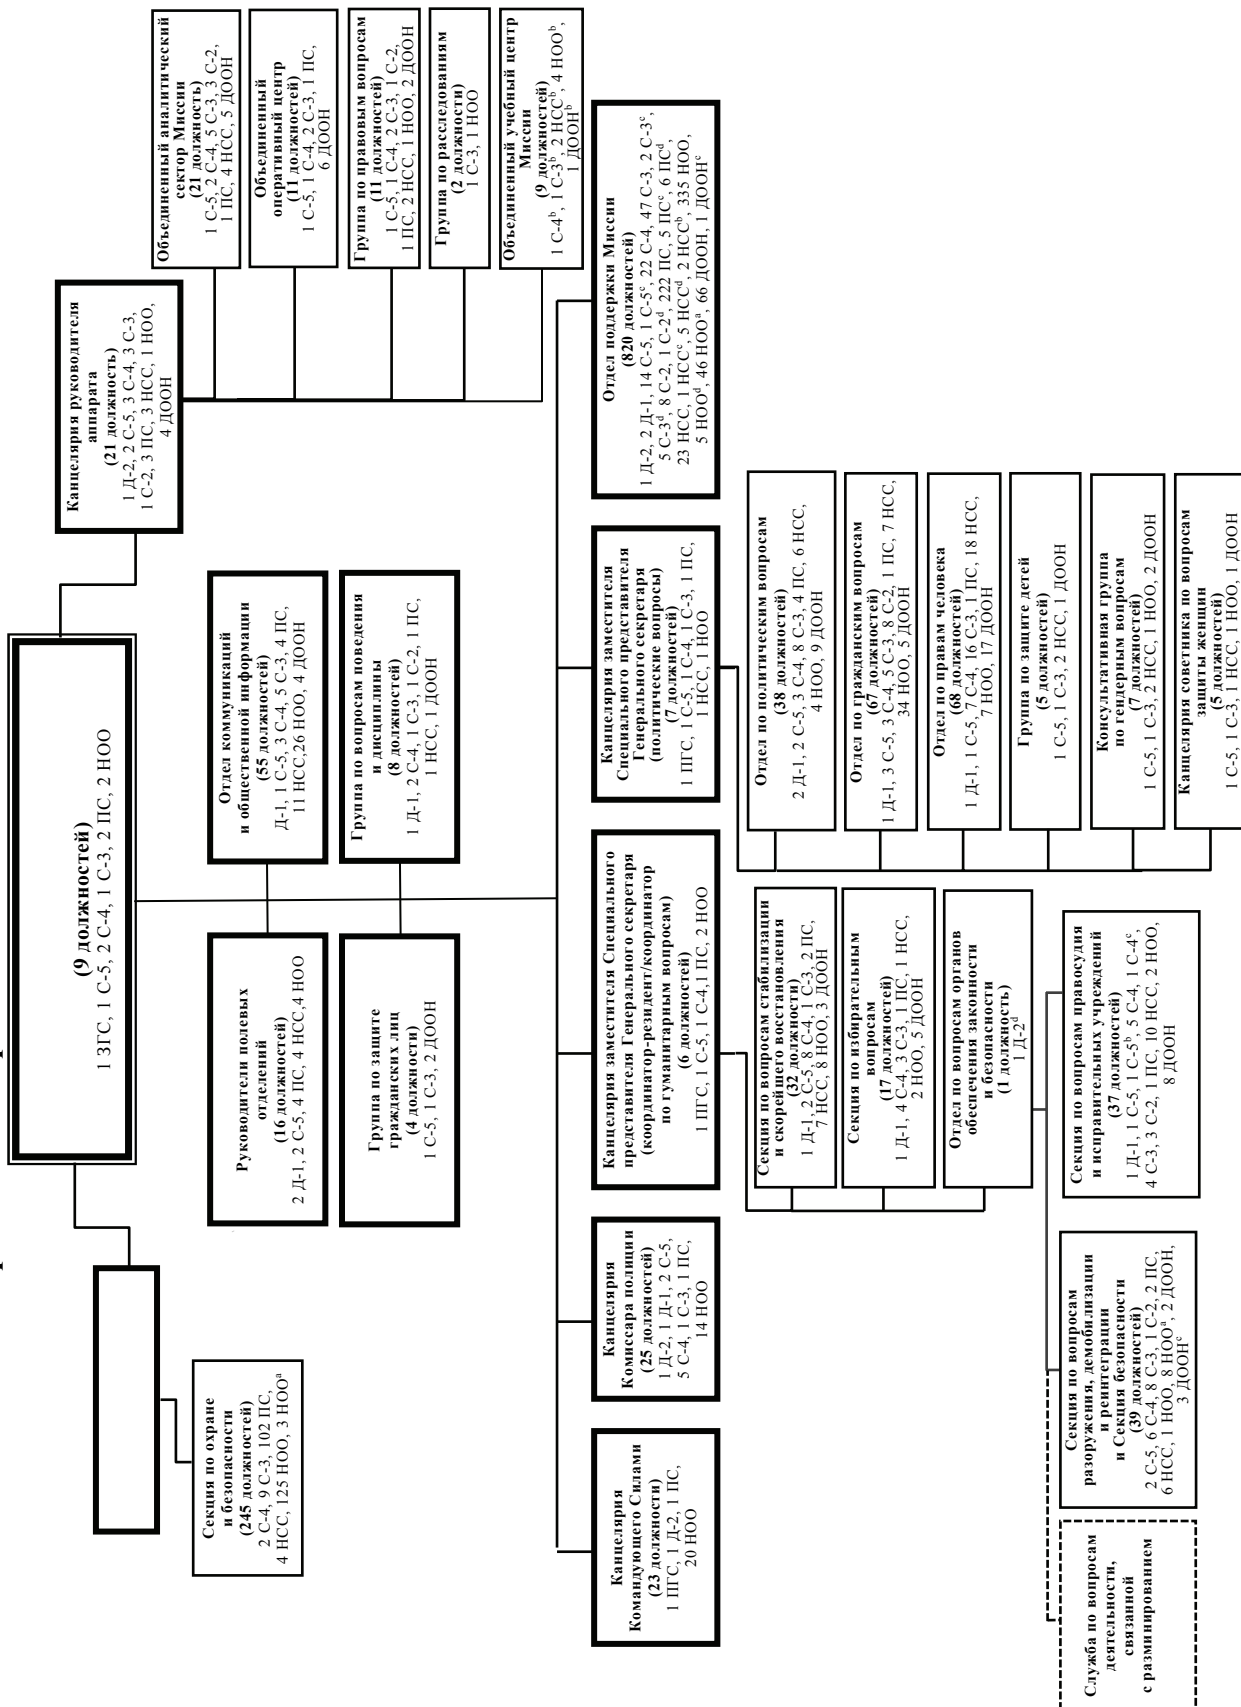 (9 должностей)
1 ЗГС, 1 С-5, 2 С-4, 1 С-3, 2 ПС, 2 НОО
Секция по охране
и безопасности
(245 должностей)
2 С-4, 9 С-3, 102 ПС,
4 НСС, 125 НОО, 3 НООᵃ
Канцелярия руководителя
аппарата
(21 должность)
1 Д-2, 2 С-5, 3 С-4, 3 С-3,
1 С-2, 3 ПС, 3 НСС, 1 НОО,
4 ДООН
Объединенный аналитический
сектор Миссии
(21 должность)
1 С-5, 2 С-4, 5 С-3, 3 С-2,
1 ПС, 4 НСС, 5 ДООН
Объединенный
оперативный центр
(11 должностей)
1 С-5, 1 С-4, 2 С-3, 1 ПС,
6 ДООН
Группа по правовым вопросам
(11 должностей)
1 С-5, 1 С-4, 2 С-3, 1 С-2,
1 ПС, 2 НСС, 1 НОО, 2 ДООН
Группа по расследованиям
(2 должности)
1 С-3, 1 НОО
Объединенный учебный центр
Миссии
(9 должностей)
1 С-4ᵇ, 1 С-3ᵇ, 2 НССᵇ, 4 НООᵇ,
1 ДООНᵇ
Руководители полевых
отделений
(16 должностей)
2 Д-1, 2 С-5, 4 ПС, 4 НСС,4 НОО
Отдел коммуникаций
и общественной информации
(55 должностей)
Д-1, 1 С-5, 3 С-4, 5 С-3, 4 ПС,
11 НСС,26 НОО, 4 ДООН
Группа по защите
гражданских лиц
(4 должности)
1 С-5, 1 С-3, 2 ДООН
Группа по вопросам поведения
и дисциплины
(8 должностей)
1 Д-1, 2 С-4, 1 С-3, 1 С-2, 1 ПС,
1 НСС, 1 ДООН
Канцелярия
Командующего Силами
(23 должности)
1 ПГС, 1 Д-2, 1 ПС,
20 НОО
Канцелярия
Комиссара полиции
(25 должностей)
1 Д-2, 1 Д-1, 2 С-5,
5 С-4, 1 С-3, 1 ПС,
14 НОО
Канцелярия заместителя Специального
представителя Генерального секретаря
(координатор-резидент/координатор
по гуманитарным вопросам)
(6 должностей)
1 ПГС, 1 С-5, 1 С-4,1 ПС, 2 НОО
Канцелярия заместителя
Специального представителя
Генерального секретаря
(политические вопросы)
(7 должностей)
1 ПГС, 1 С-5, 1 С-4, 1 С-3, 1 ПС,
1 НСС, 1 НОО
Отдел поддержки Миссии
(820 должностей)
1 Д-2, 2 Д-1, 14 С-5, 1 С-5ᶜ, 22 С-4, 47 С-3, 2 С-3ᶜ,
5 С-3ᵈ, 8 С-2, 1 С-2ᵈ, 222 ПС, 5 ПСᶜ, 6 ПСᵈ
23 НСС, 1 НССᶜ, 5 НССᵈ, 2 НССᵇ, 335 НОО,
5 НООᵈ, 46 НООᵃ, 66 ДООН, 1 ДООНᶜ
Секция по вопросам стабилизации
и скорейшего восстановления
(32 должности)
1 Д-1, 2 С-5, 8 С-4, 1 С-3, 2 ПС,
7 НСС, 8 НОО, 3 ДООН
Секция по избирательным
вопросам
(17 должностей)
1 Д-1, 4 С-4, 3 С-3, 1 ПС, 1 НСС,
2 НОО, 5 ДООН
Отдел по вопросам органов
обеспечения законности
и безопасности
(1 должность)
1 Д-2ᵈ
Отдел по политическим вопросам
(38 должностей)
2 Д-1, 2 С-5, 3 С-4, 8 С-3, 4 ПС, 6 НСС,
4 НОО, 9 ДООН
Отдел по гражданским вопросам
(67 должностей)
1 Д-1, 3 С-5, 3 С-4, 5 С-3, 8 С-2, 1 ПС, 7 НСС,
34 НОО, 5 ДООН
Отдел по правам человека
(68 должностей)
1 Д-1, 1 С-5, 7 С-4, 16 С-3, 1 ПС, 18 НСС,
7 НОО, 17 ДООН
Группа по защите детей
(5 должностей)
1 С-5, 1 С-3, 2 НСС, 1 ДООН
Консультативная группа
по гендерным вопросам
(7 должностей)
1 С-5, 1 С-3, 2 НСС, 1 НОО, 2 ДООН
Канцелярия советника по вопросам
защиты женщин
(5 должностей)
1 С-5, 1 С-3, 1 НСС, 1 НОО, 1 ДООН
Служба по вопросам
деятельности,
связанной
с разминированием
Секция по вопросам
разоружения, демобилизации
и реинтеграции
и Секция безопасности
(39 должностей)
2 С-5, 6 С-4, 8 С-3, 1 С-2, 2 ПС,
6 НСС, 1 НОО, 8 НООᵃ, 2 ДООН,
3 ДООНᶜ
Секция по вопросам правосудия
и исправительных учреждений
(37 должностей)
1 Д-1, 1 С-5, 1 С-5ᵇ, 5 С-4, 1 С-4ᶜ,
4 С-3, 3 С-2, 1 ПС, 10 НСС, 2 НОО,
8 ДООН